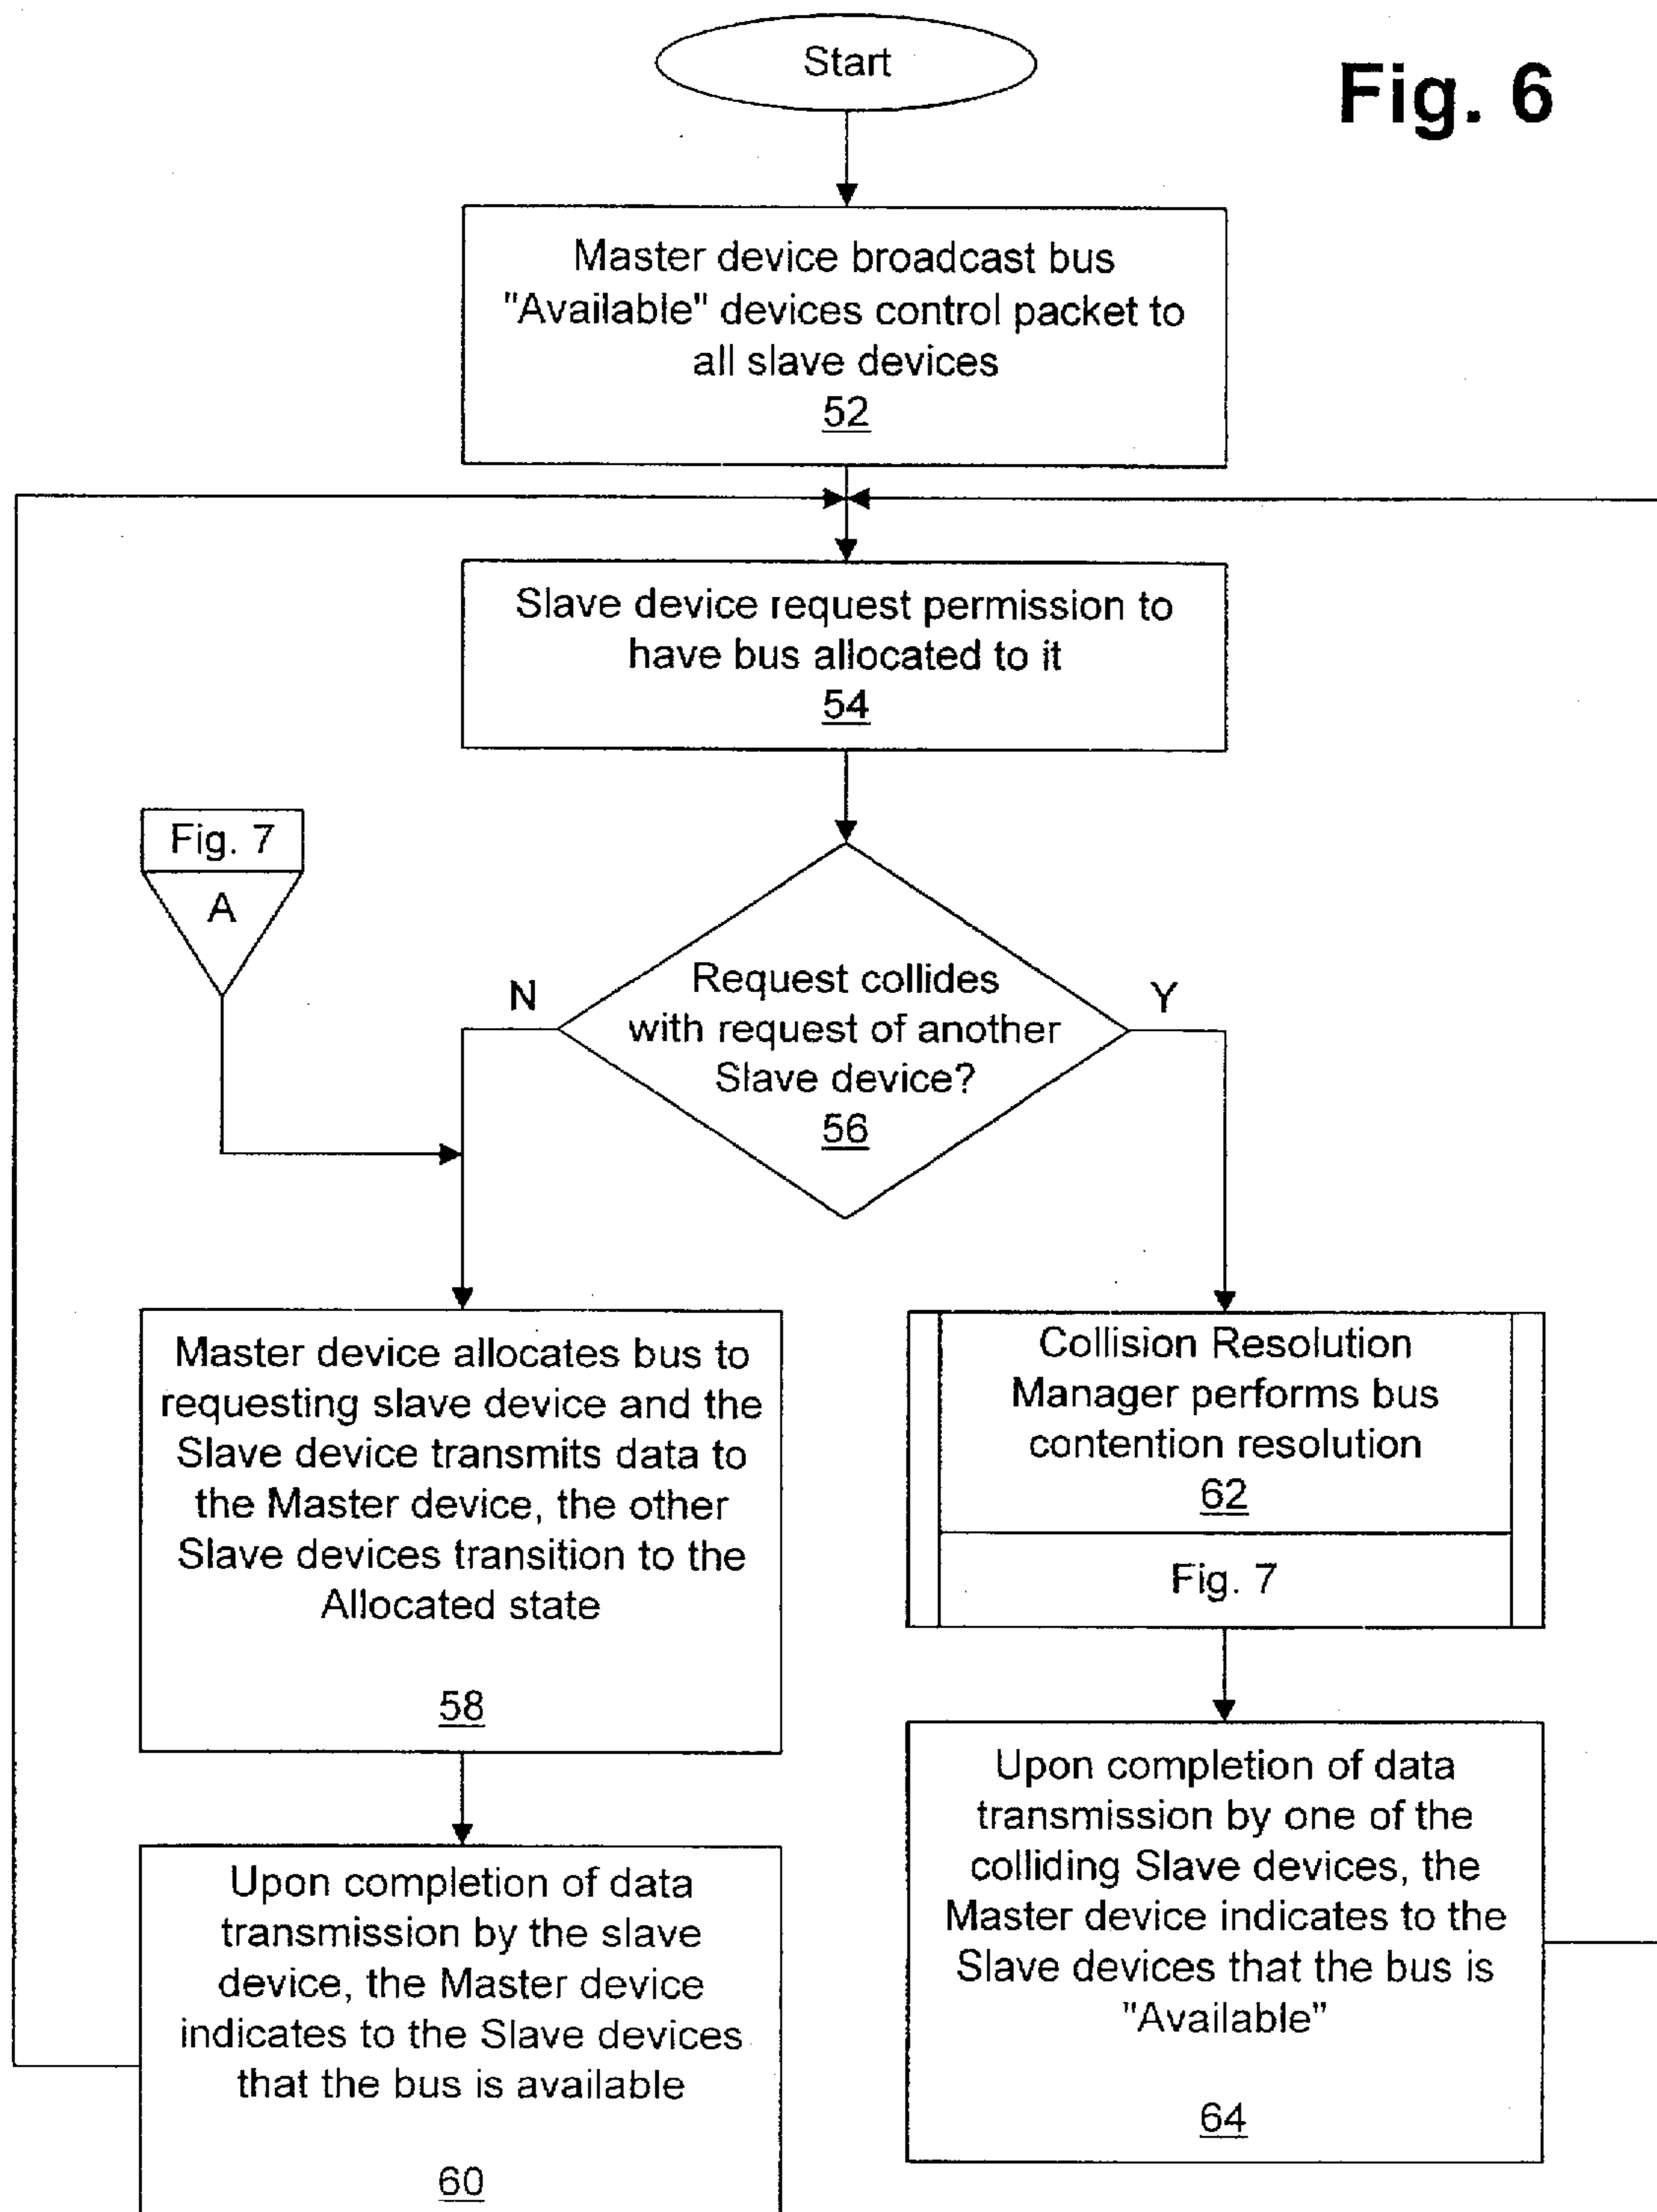 Start
Fig. 6
Master device broadcast bus
"Available" devices control packet to
all slave devices
52
Slave device request permission to
have bus allocated to it
54
Fig. 7
A
N
Request collides
with request of another
Slave device?
56
Y
Master device allocates bus to
requesting slave device and the
Slave device transmits data to
the Master device, the other
Slave devices transition to the
Allocated state
58
Collision Resolution
Manager performs bus
contention resolution
62
Fig. 7
Upon completion of data
transmission by the slave
device, the Master device
indicates to the Slave devices
that the bus is available
60
Upon completion of data
transmission by one of the
colliding Slave devices, the
Master device indicates to the
Slave devices that the bus is
"Available"
64